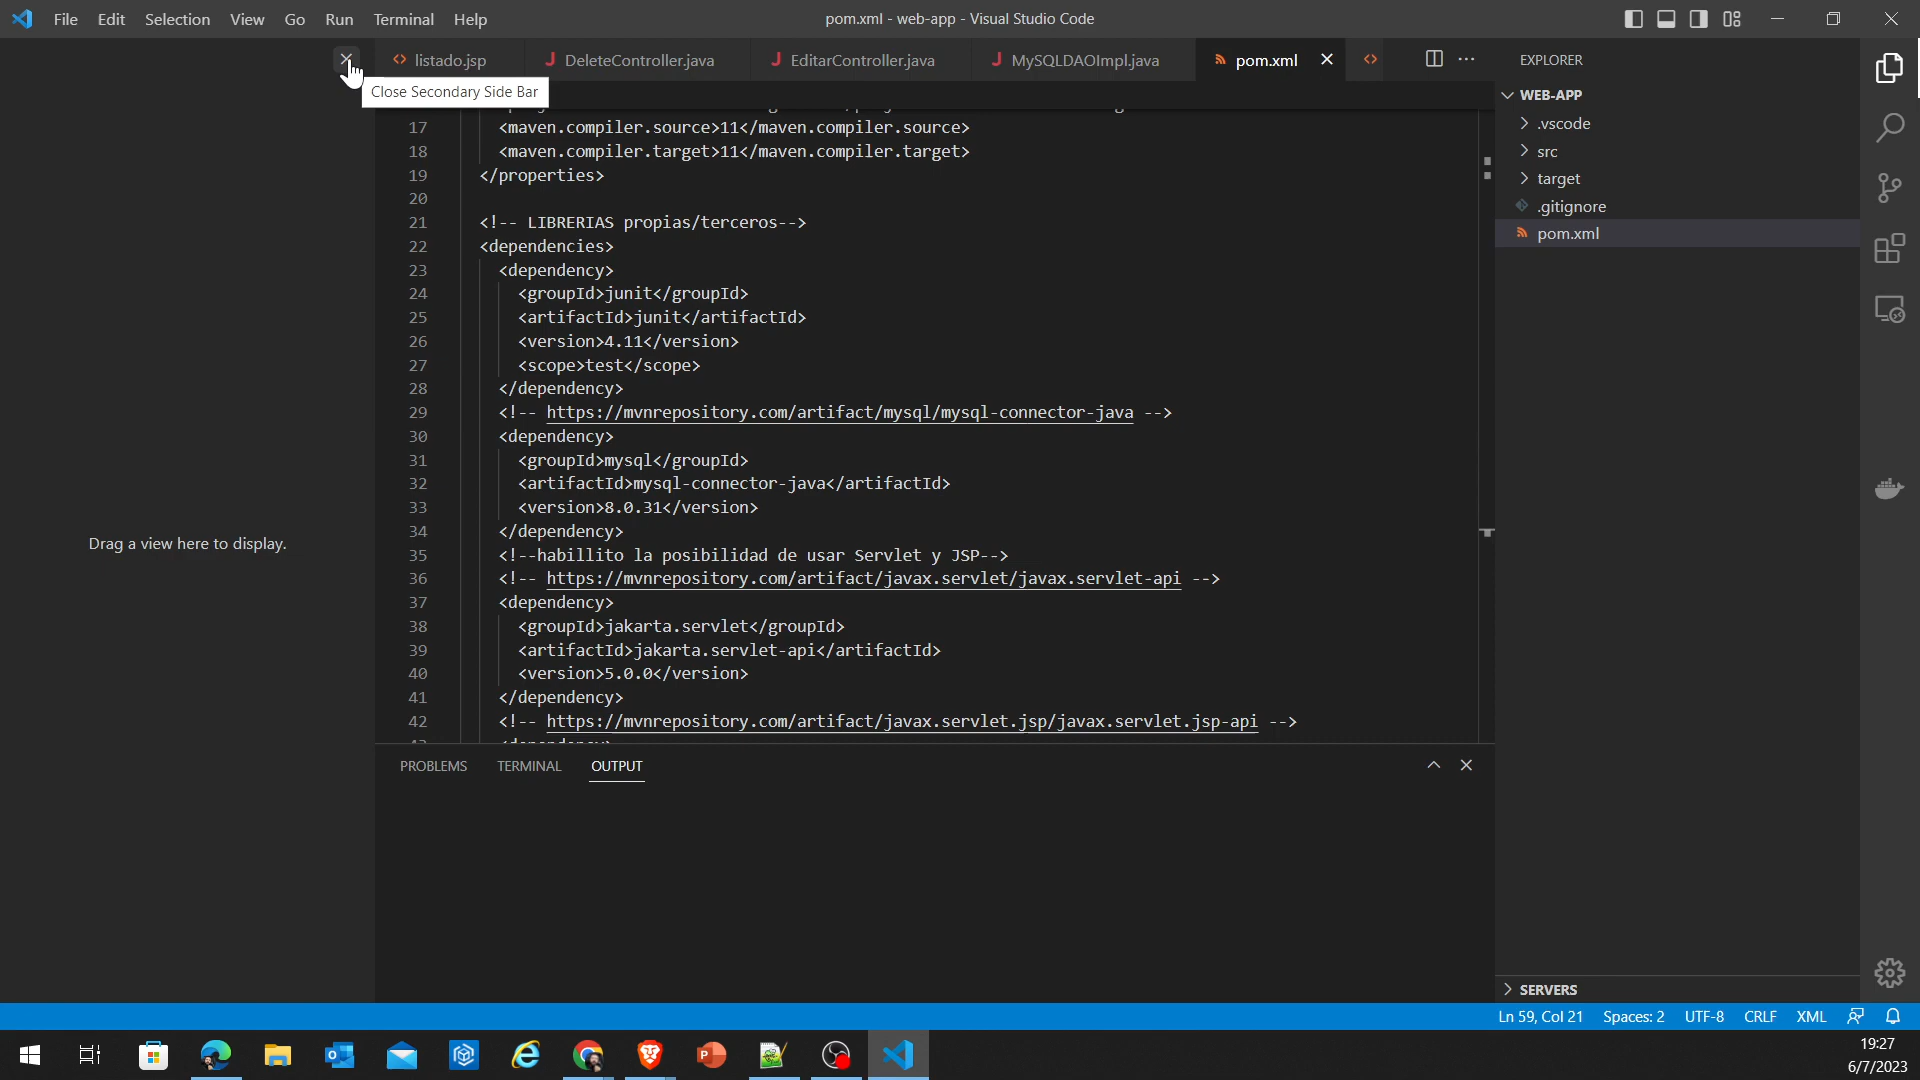 File Edit Selection View Go Run Terminal Help
pom.xml - web-app - Visual Studio Code
listado.jsp
DeleteController.java
EditarController.java
MySQLDAOImpl.java
pom.xml
EXPLORER
Close Secondary Side Bar
WEB-APP
.vscode
src
target
.gitignore
pom.xml
17 <maven.compiler.source>11</maven.compiler.source>
18 <maven.compiler.target>11</maven.compiler.target>
19 </properties>
20
21 <!-- LIBRERIAS propias/terceros-->
22 <dependencies>
23 <dependency>
24 <groupId>junit</groupId>
25 <artifactId>junit</artifactId>
26 <version>4.11</version>
27 <scope>test</scope>
28 </dependency>
29 <!-- https://mvnrepository.com/artifact/mysql/mysql-connector-java -->
30 <dependency>
31 <groupId>mysql</groupId>
32 <artifactId>mysql-connector-java</artifactId>
33 <version>8.0.31</version>
34 </dependency>
35 <!--habillito la posibilidad de usar Servlet y JSP-->
36 <!-- https://mvnrepository.com/artifact/javax.servlet/javax.servlet-api -->
37 <dependency>
38 <groupId>jakarta.servlet</groupId>
39 <artifactId>jakarta.servlet-api</artifactId>
40 <version>5.0.0</version>
41 </dependency>
42 <!-- https://mvnrepository.com/artifact/javax.servlet.jsp/javax.servlet.jsp-api -->
Drag a view here to display.
PROBLEMS TERMINAL OUTPUT
SERVERS
Ln 59, Col 21 Spaces: 2 UTF-8 CRLF XML
19:27
6/7/2023